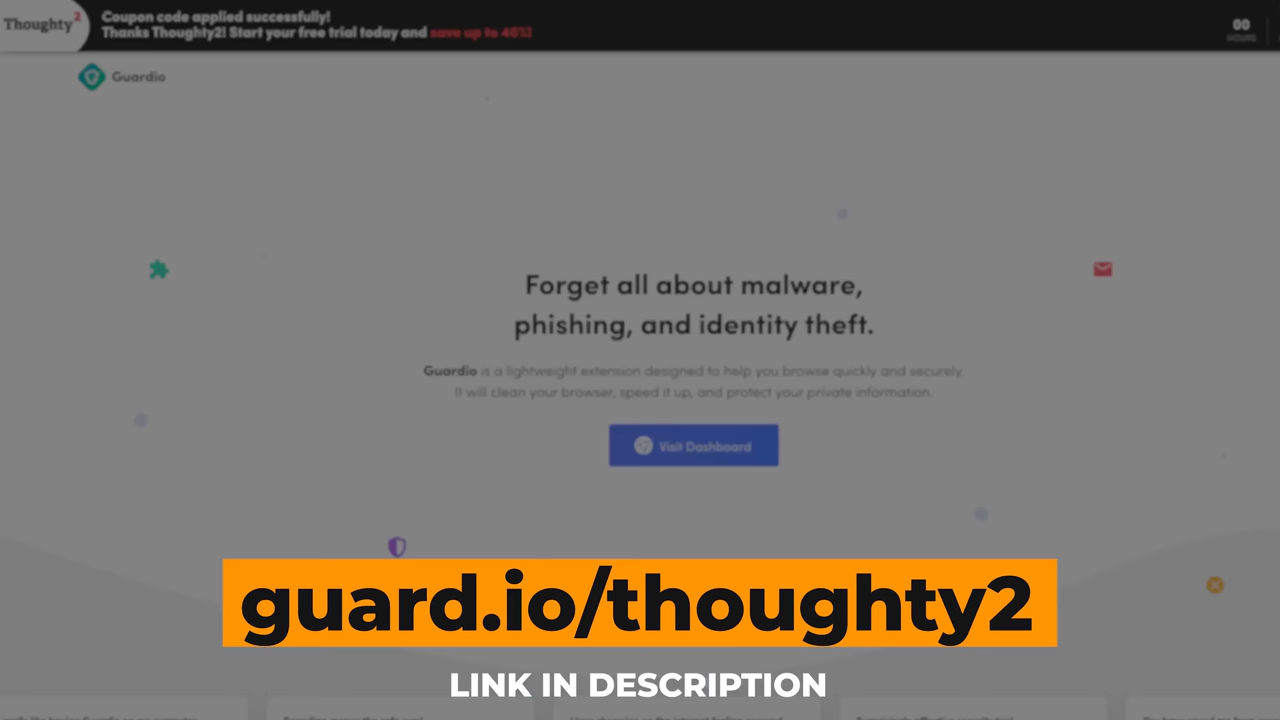 Thoughty2
Coupon code applied successfully!
Thanks Thoughty2! Start your free trial today and save up to 46%!
00
HOURS
Guardio
Forget all about malware,
phishing, and identity theft.
Guardio is a lightweight extension designed to help you browse quickly and securely.
It will clean your browser, speed it up, and protect your private information.
Visit Dashboard
guard.io/thoughty2
LINK IN DESCRIPTION